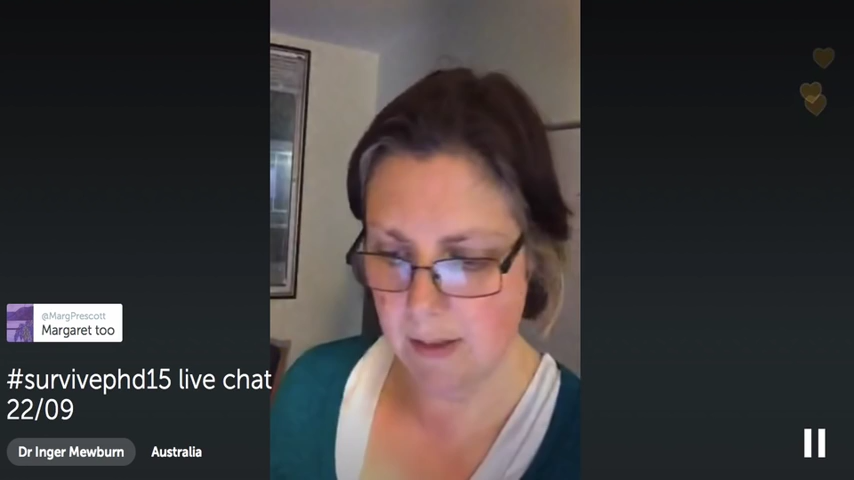 @MargPrescott
Margaret too
#survivephd15 live chat
22/09
Dr Inger Mewburn
Australia